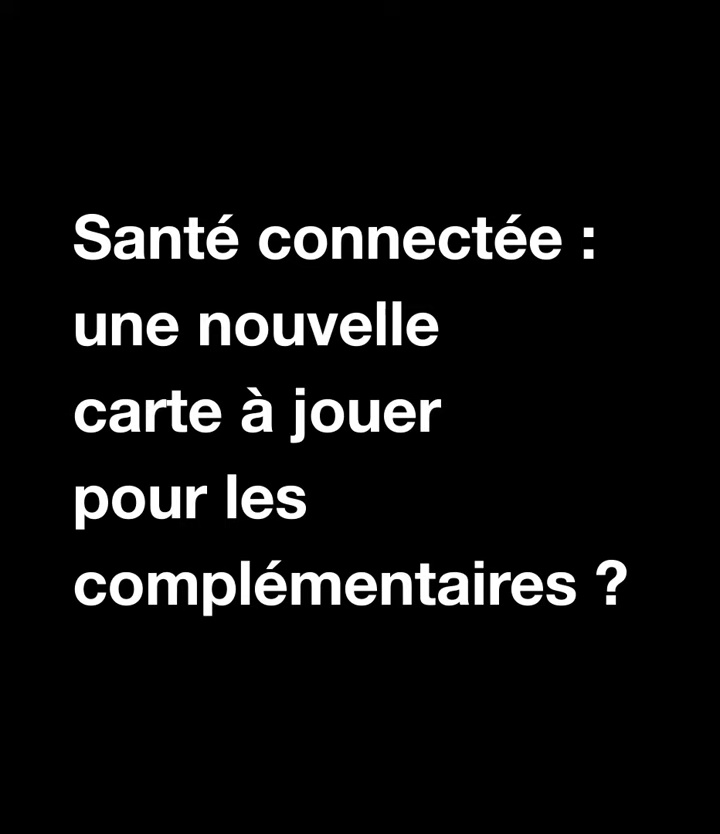 Santé connectée :
une nouvelle
carte à jouer
pour les
complémentaires ?